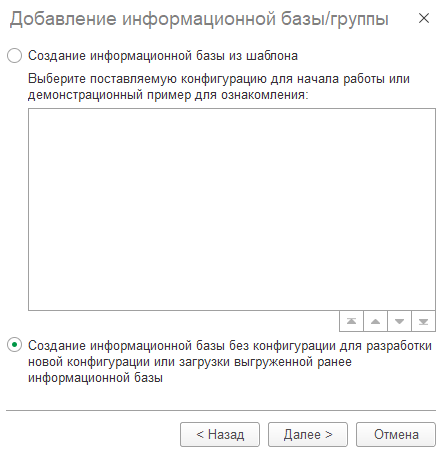 Добавление информационной базы/группы
Создание информационной базы из шаблона
Выберите поставляемую конфигурацию для начала работы или
демонстрационный пример для ознакомления:
Создание информационной базы без конфигурации для разработки
новой конфигурации или загрузки выгруженной ранее
информационной базы
< Назад Далее > Отмена